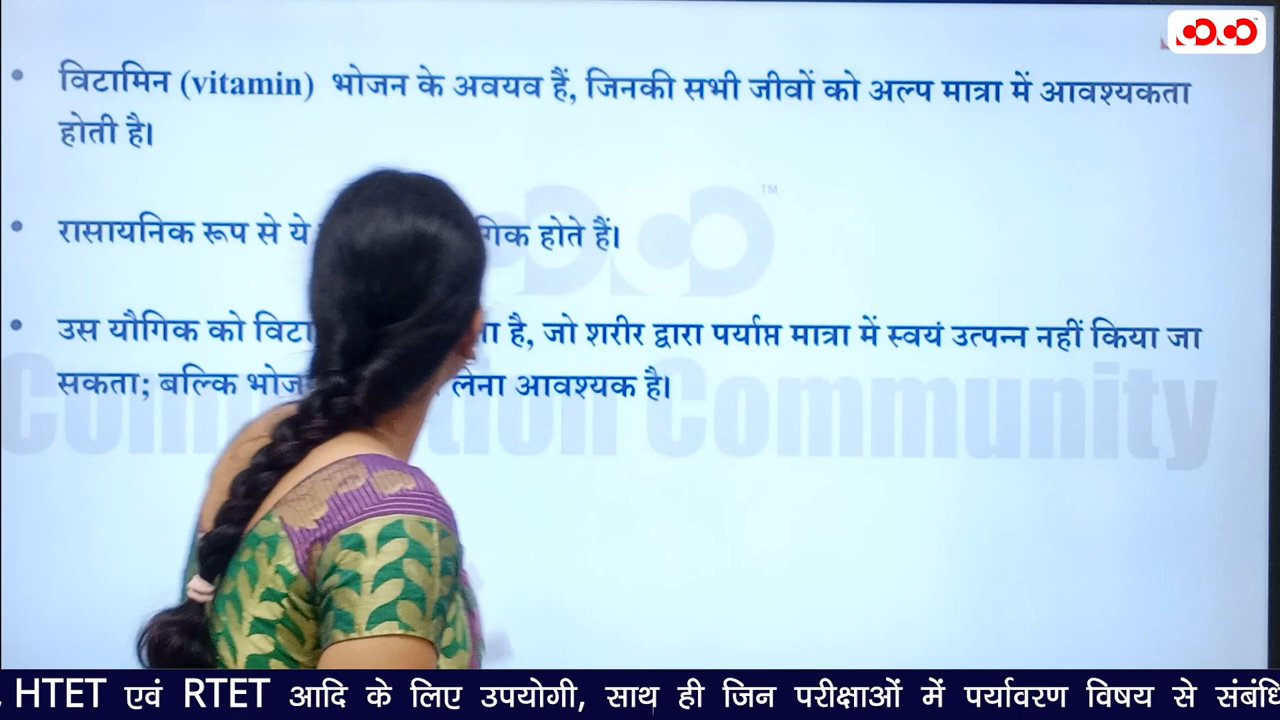 विटामिन (vitamin) भोजन के अवयव हैं, जिनकी सभी जीवों को अल्प मात्रा में आवश्यकता
होती है।
रासायनिक रूप से ये गिक होते हैं।
उस यौगिक को विटा है, जो शरीर द्वारा पर्याप्त मात्रा में स्वयं उत्पन्न नहीं किया जा
सकता; बल्कि भोज लेना आवश्यक है।
Community
, HTET एवं RTET आदि के लिए उपयोगी, साथ ही जिन परीक्षाओं में पर्यावरण विषय से संबंधि